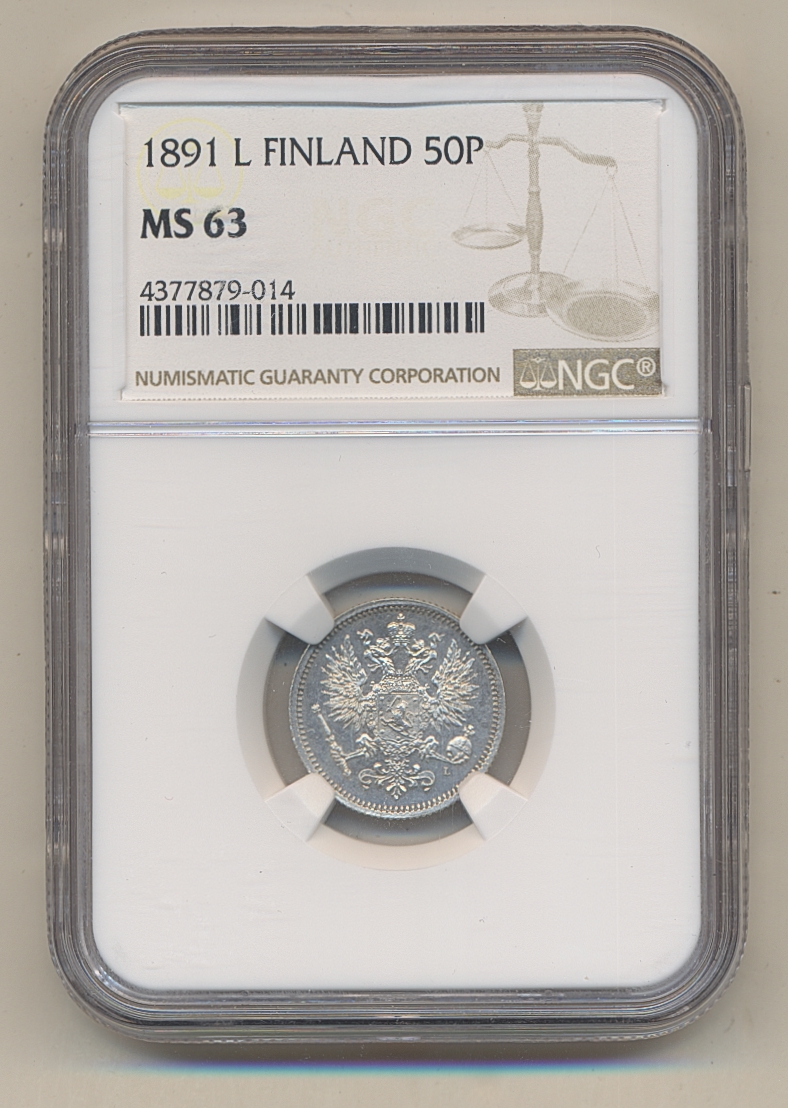 1891 L FINLAND 50P
MS 63
4377879-014
NUMISMATIC GUARANTY CORPORATION
NGC®
L